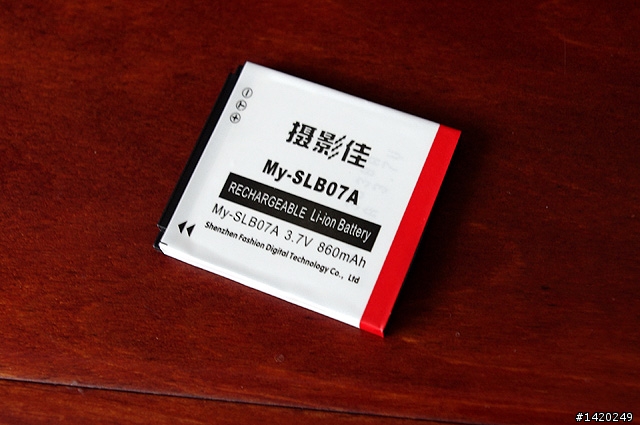 摄影佳
My-SLB07A
RECHARGEABLE Li-ion Battery
My-SLB07A 3.7V 860mAh
Shenzhen Fashion Digital Technology Co., Ltd
#1420249